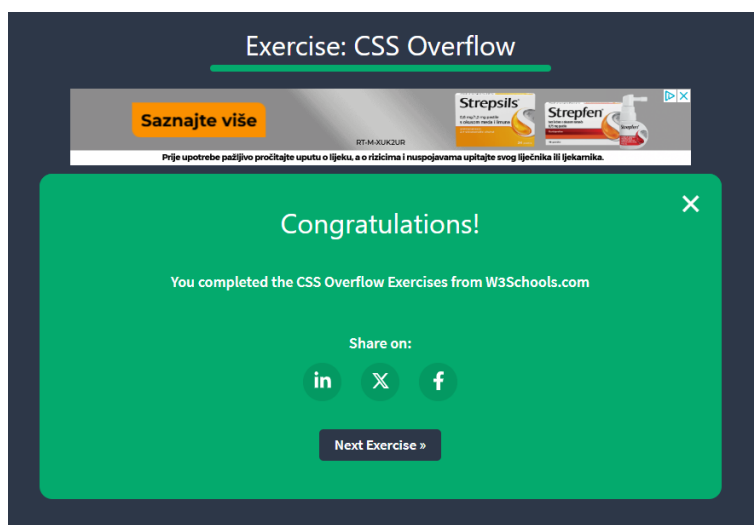 Exercise: CSS Overflow
Saznajte više
RT-M-XUK2UR
Strepsils
Strepfen
Prije upotrebe pažljivo pročitajte uputu o lijeku, a o rizicima i nuspojavama upitajte svog liječnika ili ljekarnika.
Congratulations!
You completed the CSS Overflow Exercises from W3Schools.com
Share on:
in
X
f
Next Exercise »